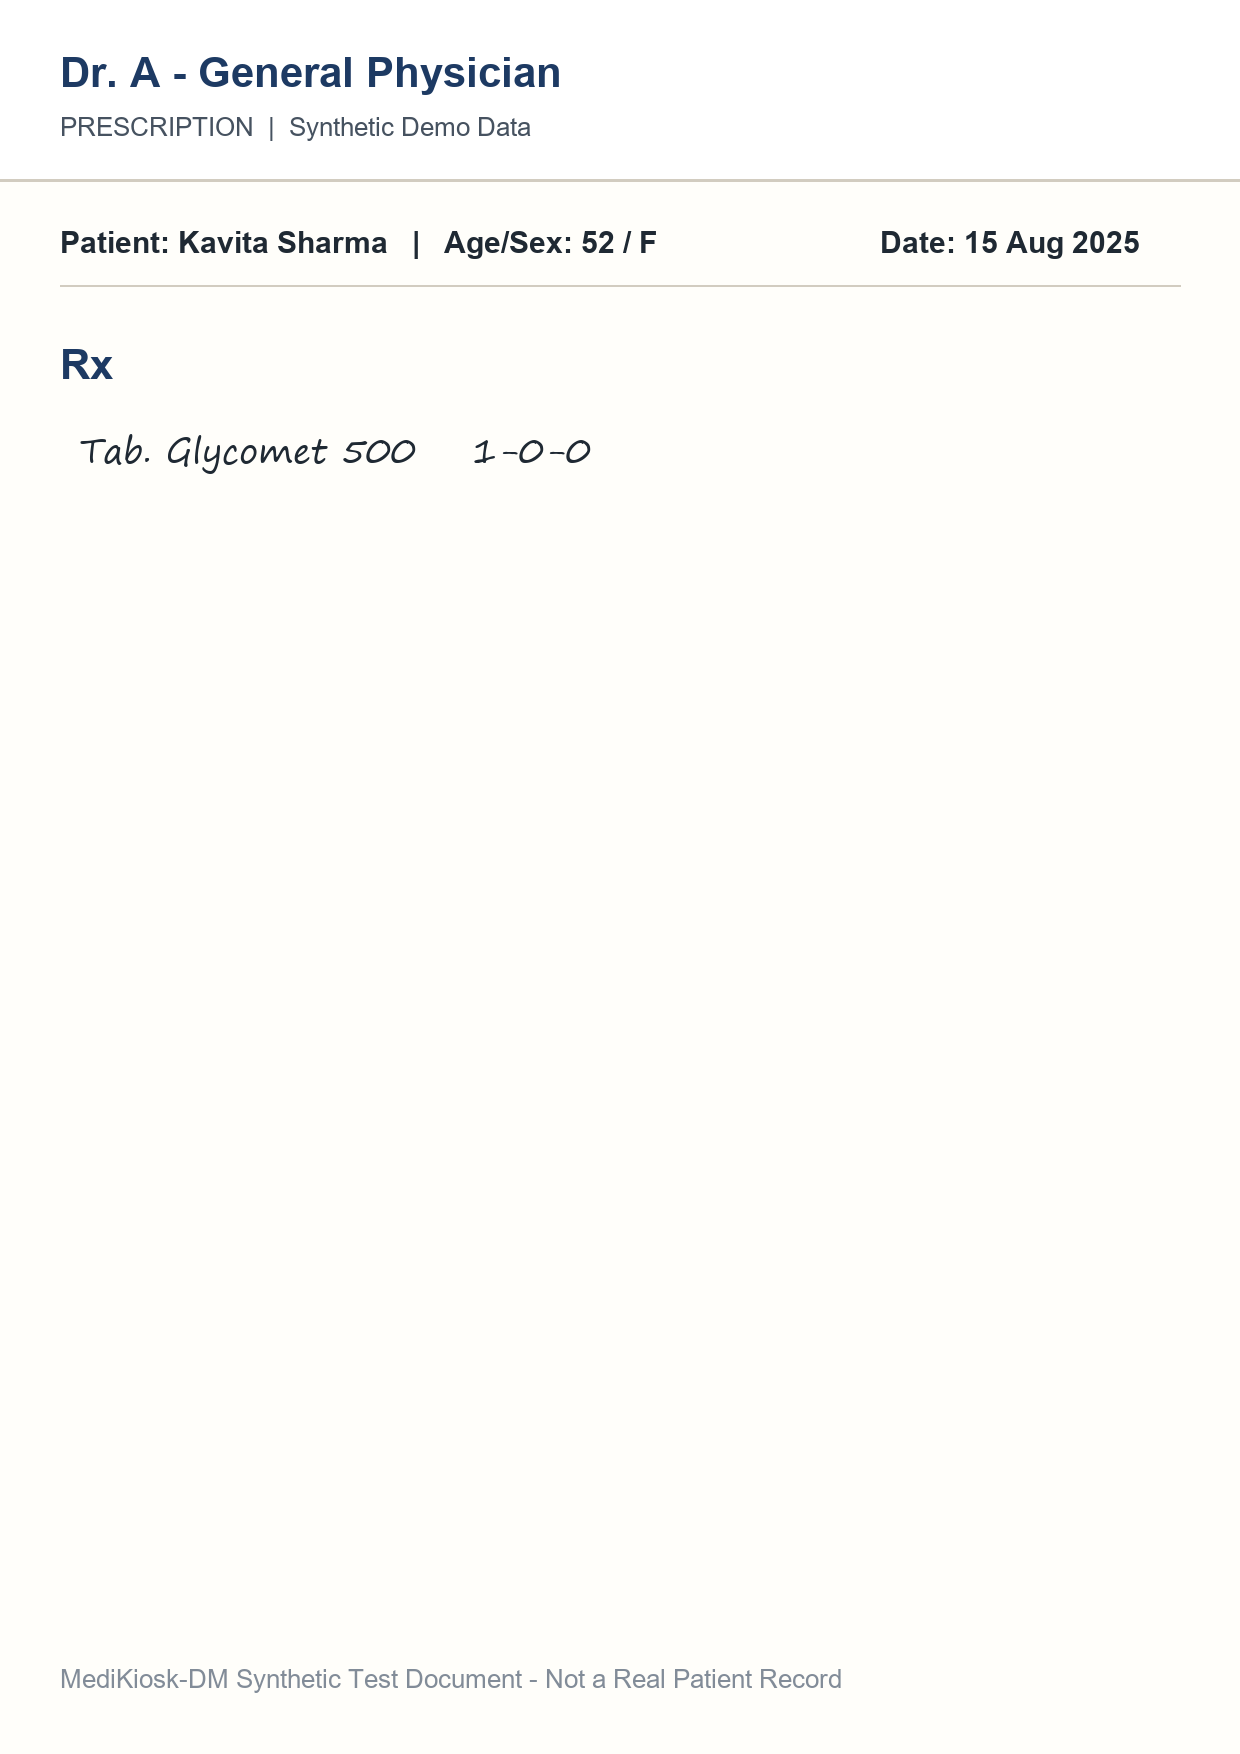 Dr. A - General Physician
PRESCRIPTION | Synthetic Demo Data
Patient: Kavita Sharma | Age/Sex: 52 / F Date: 15 Aug 2025
Rx
Tab. Glycomet 500 1-0-0
MediKiosk-DM Synthetic Test Document - Not a Real Patient Record